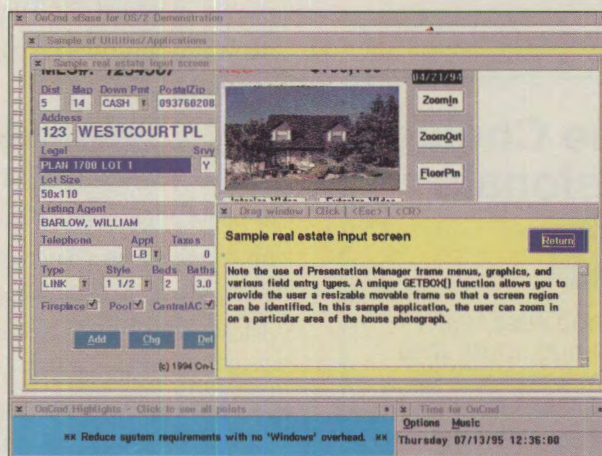 OnCmd xBase for OS/2 Demonstration
Sample of Utilities/Applications
Sample real estate input screen
04/21/94
Dist Map Down Pmt PostalZip
5 14 CASH 093760208
ZoomIn
Address
123 WESTCOURT PL
ZoomOut
Legal Srvy
PLAN 1700 LOT 1 Y
FloorPln
Lot Size
50x110
Interior Video Exterior Video
Listing Agent
BARLOW, WILLIAM
Drag window | Click | <Esc> | <CR>
Sample real estate input screen
Return
Telephone Appt Taxes
LB 0
Type Style Beds Baths
LINK 1 1/2 2 3.0
Fireplace Pool CentralAC
Note the use of Presentation Manager frame menus, graphics, and
various field entry types. A unique GETBOX() function allows you to
provide the user a resizable movable frame so that a screen region
can be identified. In this sample application, the user can zoom in
on a particular area of the house photograph.
Add Chg Del
(c) 1994 On-L
OnCmd Highlights - Click to see all points
** Reduce system requirements with no 'Windows' overhead. **
Time for OnCmd
Options Music
Thursday 07/13/95 12:36:00